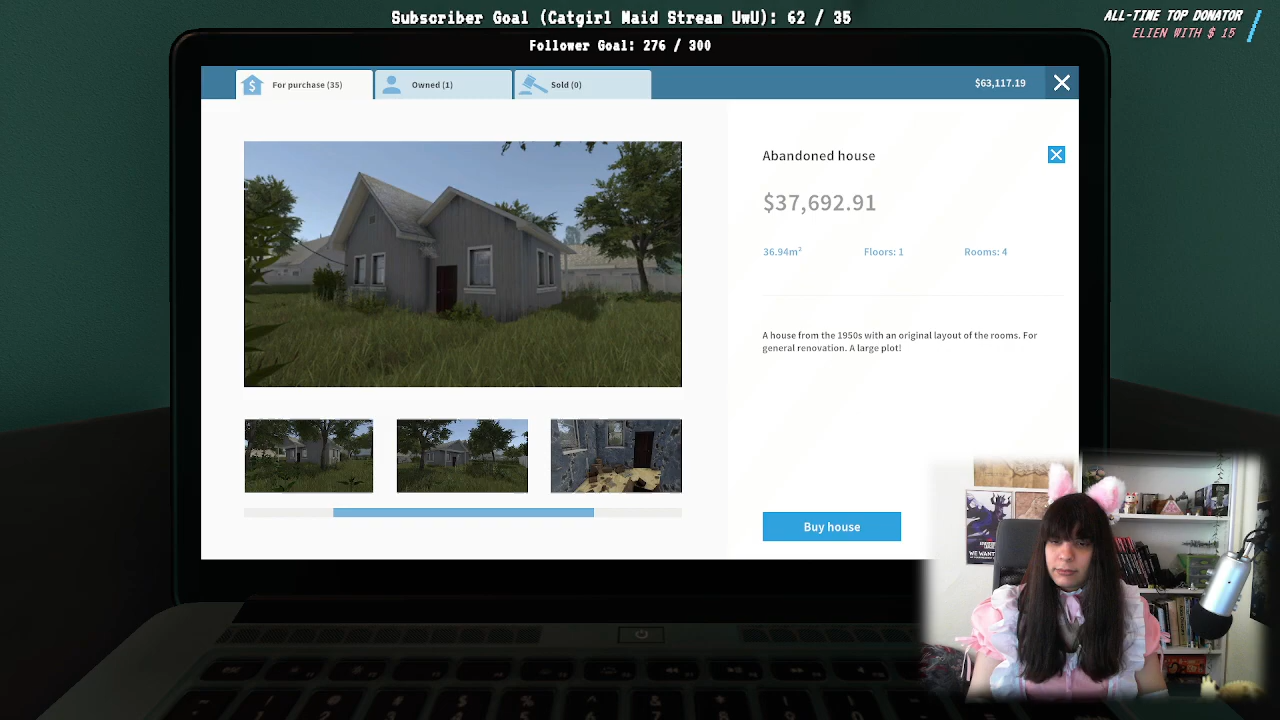 Subscriber Goal (Catgirl Maid Stream UwU): 62 / 35
Follower Goal: 276 / 300
ALL-TIME TOP DONATOR
ELIEN WITH $ 15
For purchase (35)
Owned (1)
Sold (0)
$63,117.19
Abandoned house
$37,692.91
36.94m²
Floors: 1
Rooms: 4
A house from the 1950s with an original layout of the rooms. For
general renovation. A large plot!
Buy house
WE WANT